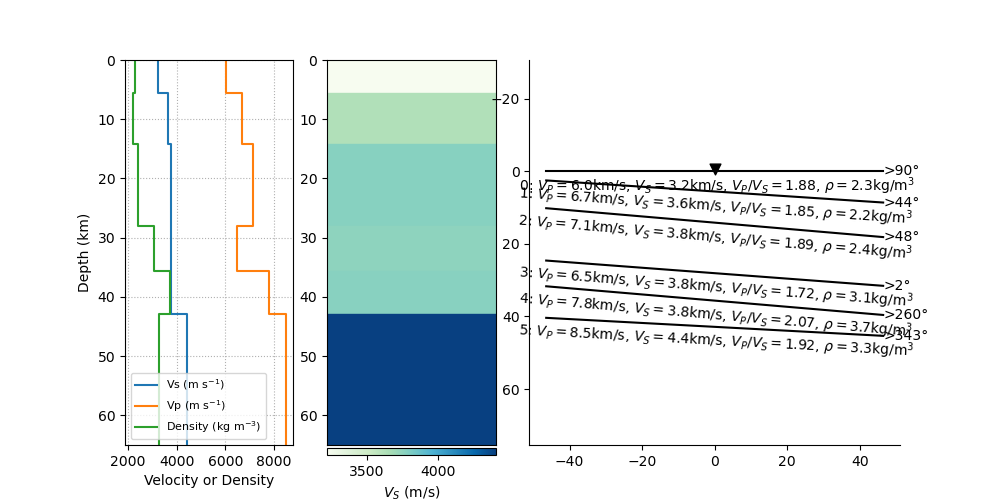 0
10
20
30
40
50
60
Depth (km)
2000 4000 6000 8000
Velocity or Density
Vs (m s⁻¹)
Vp (m s⁻¹)
Density (kg m⁻³)
0
10
20
30
40
50
60
3500 4000
V_S (m/s)
−20
0
20
40
60
−40 −20 0 20 40
>90°
0: V_P = 6.0km/s, V_S = 3.2km/s, V_P/V_S = 1.88, ρ = 2.3kg/m³
>44°
1: V_P = 6.7km/s, V_S = 3.6km/s, V_P/V_S = 1.85, ρ = 2.2kg/m³
>48°
2: V_P = 7.1km/s, V_S = 3.8km/s, V_P/V_S = 1.89, ρ = 2.4kg/m³
>2°
3: V_P = 6.5km/s, V_S = 3.8km/s, V_P/V_S = 1.72, ρ = 3.1kg/m³
>260°
4: V_P = 7.8km/s, V_S = 3.8km/s, V_P/V_S = 2.07, ρ = 3.7kg/m³
>343°
5: V_P = 8.5km/s, V_S = 4.4km/s, V_P/V_S = 1.92, ρ = 3.3kg/m³